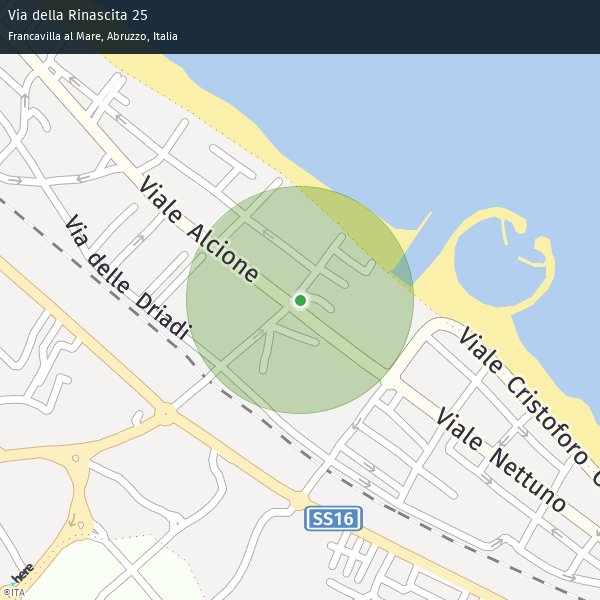 Via della Rinascita 25
Francavilla al Mare, Abruzzo, Italia
Viale Alcione
Via delle Driadi
Viale Cristoforo
Viale Nettuno
SS16
here
©ITA